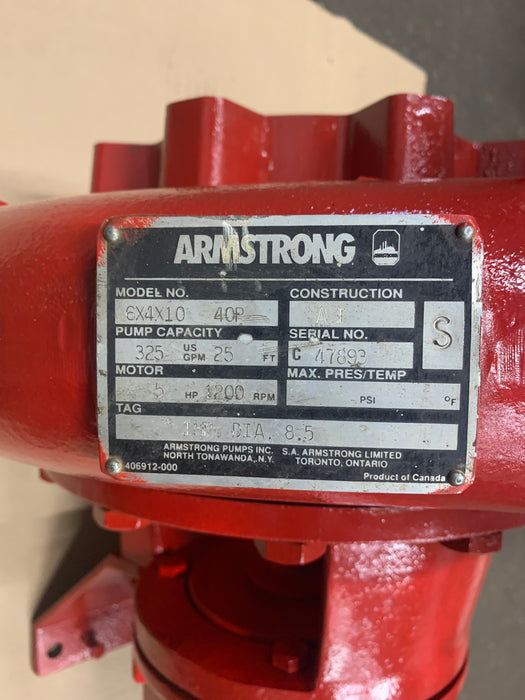 ARMSTRONG
MODEL NO. CONSTRUCTION
6X4X10 40P
PUMP CAPACITY SERIAL NO. S
325 US GPM 25 FT C 47893
MOTOR MAX. PRES/TEMP
5 HP 1200 RPM PSI °F
TAG
IMP. DIA. 8.5
ARMSTRONG PUMPS INC. S.A. ARMSTRONG LIMITED
NORTH TONAWANDA, N.Y. TORONTO, ONTARIO
406912-000 Product of Canada